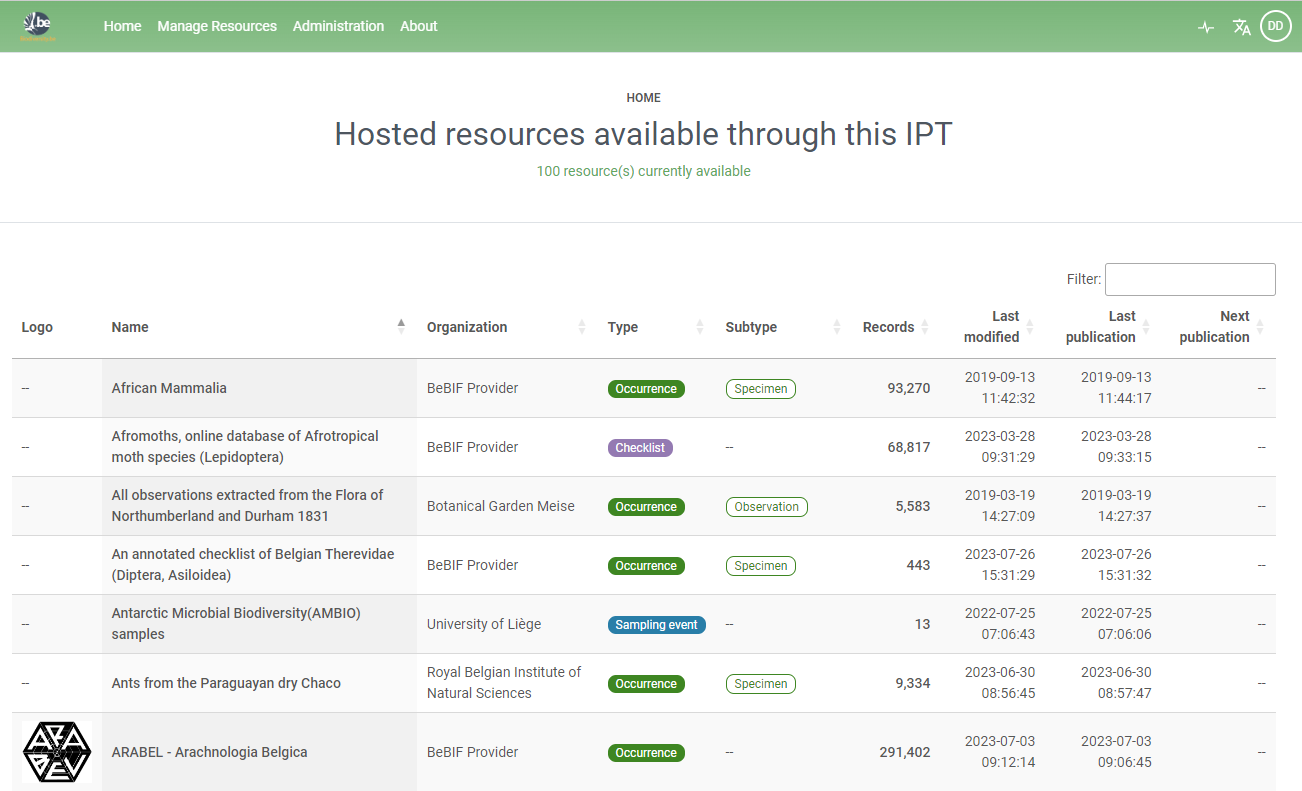 .be
Home Manage Resources Administration About
DD
HOME
Hosted resources available through this IPT
100 resource(s) currently available
Filter:
Logo Name Organization Type Subtype Records Last modified Last publication Next publication
-- African Mammalia BeBIF Provider Occurrence Specimen 93,270 2019-09-13 11:42:32 2019-09-13 11:44:17 --
-- Afromoths, online database of Afrotropical moth species (Lepidoptera) BeBIF Provider Checklist -- 68,817 2023-03-28 09:31:29 2023-03-28 09:33:15 --
-- All observations extracted from the Flora of Northumberland and Durham 1831 Botanical Garden Meise Occurrence Observation 5,583 2019-03-19 14:27:09 2019-03-19 14:27:37 --
-- An annotated checklist of Belgian Therevidae (Diptera, Asiloidea) BeBIF Provider Occurrence Specimen 443 2023-07-26 15:31:29 2023-07-26 15:31:32 --
-- Antarctic Microbial Biodiversity(AMBIO) samples University of Liège Sampling event -- 13 2022-07-25 07:06:43 2022-07-25 07:06:06 --
-- Ants from the Paraguayan dry Chaco Royal Belgian Institute of Natural Sciences Occurrence Specimen 9,334 2023-06-30 08:56:45 2023-06-30 08:57:47 --
ARABEL - Arachnologia Belgica BeBIF Provider Occurrence -- 291,402 2023-07-03 09:12:14 2023-07-03 09:06:45 --